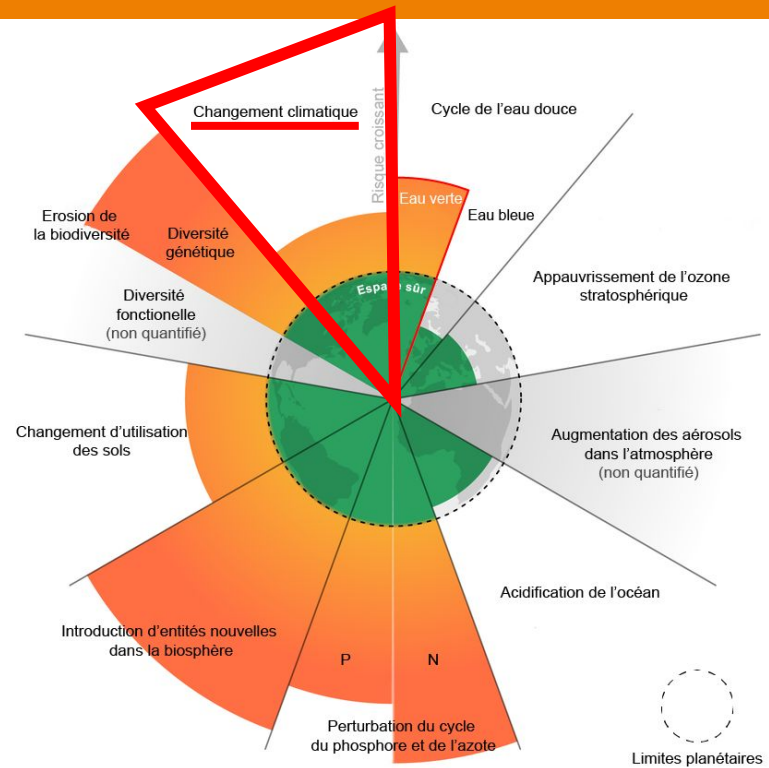 Changement climatique
Risque croissant
Cycle de l'eau douce
Eau verte
Eau bleue
Erosion de
la biodiversité
Diversité
génétique
Appauvrissement de l'ozone
stratosphérique
Espace sûr
Diversité
fonctionelle
(non quantifié)
Changement d'utilisation
des sols
Augmentation des aérosols
dans l'atmosphère
(non quantifié)
Acidification de l'océan
Introduction d'entités nouvelles
dans la biosphère
P
N
Perturbation du cycle
du phosphore et de l'azote
Limites planétaires